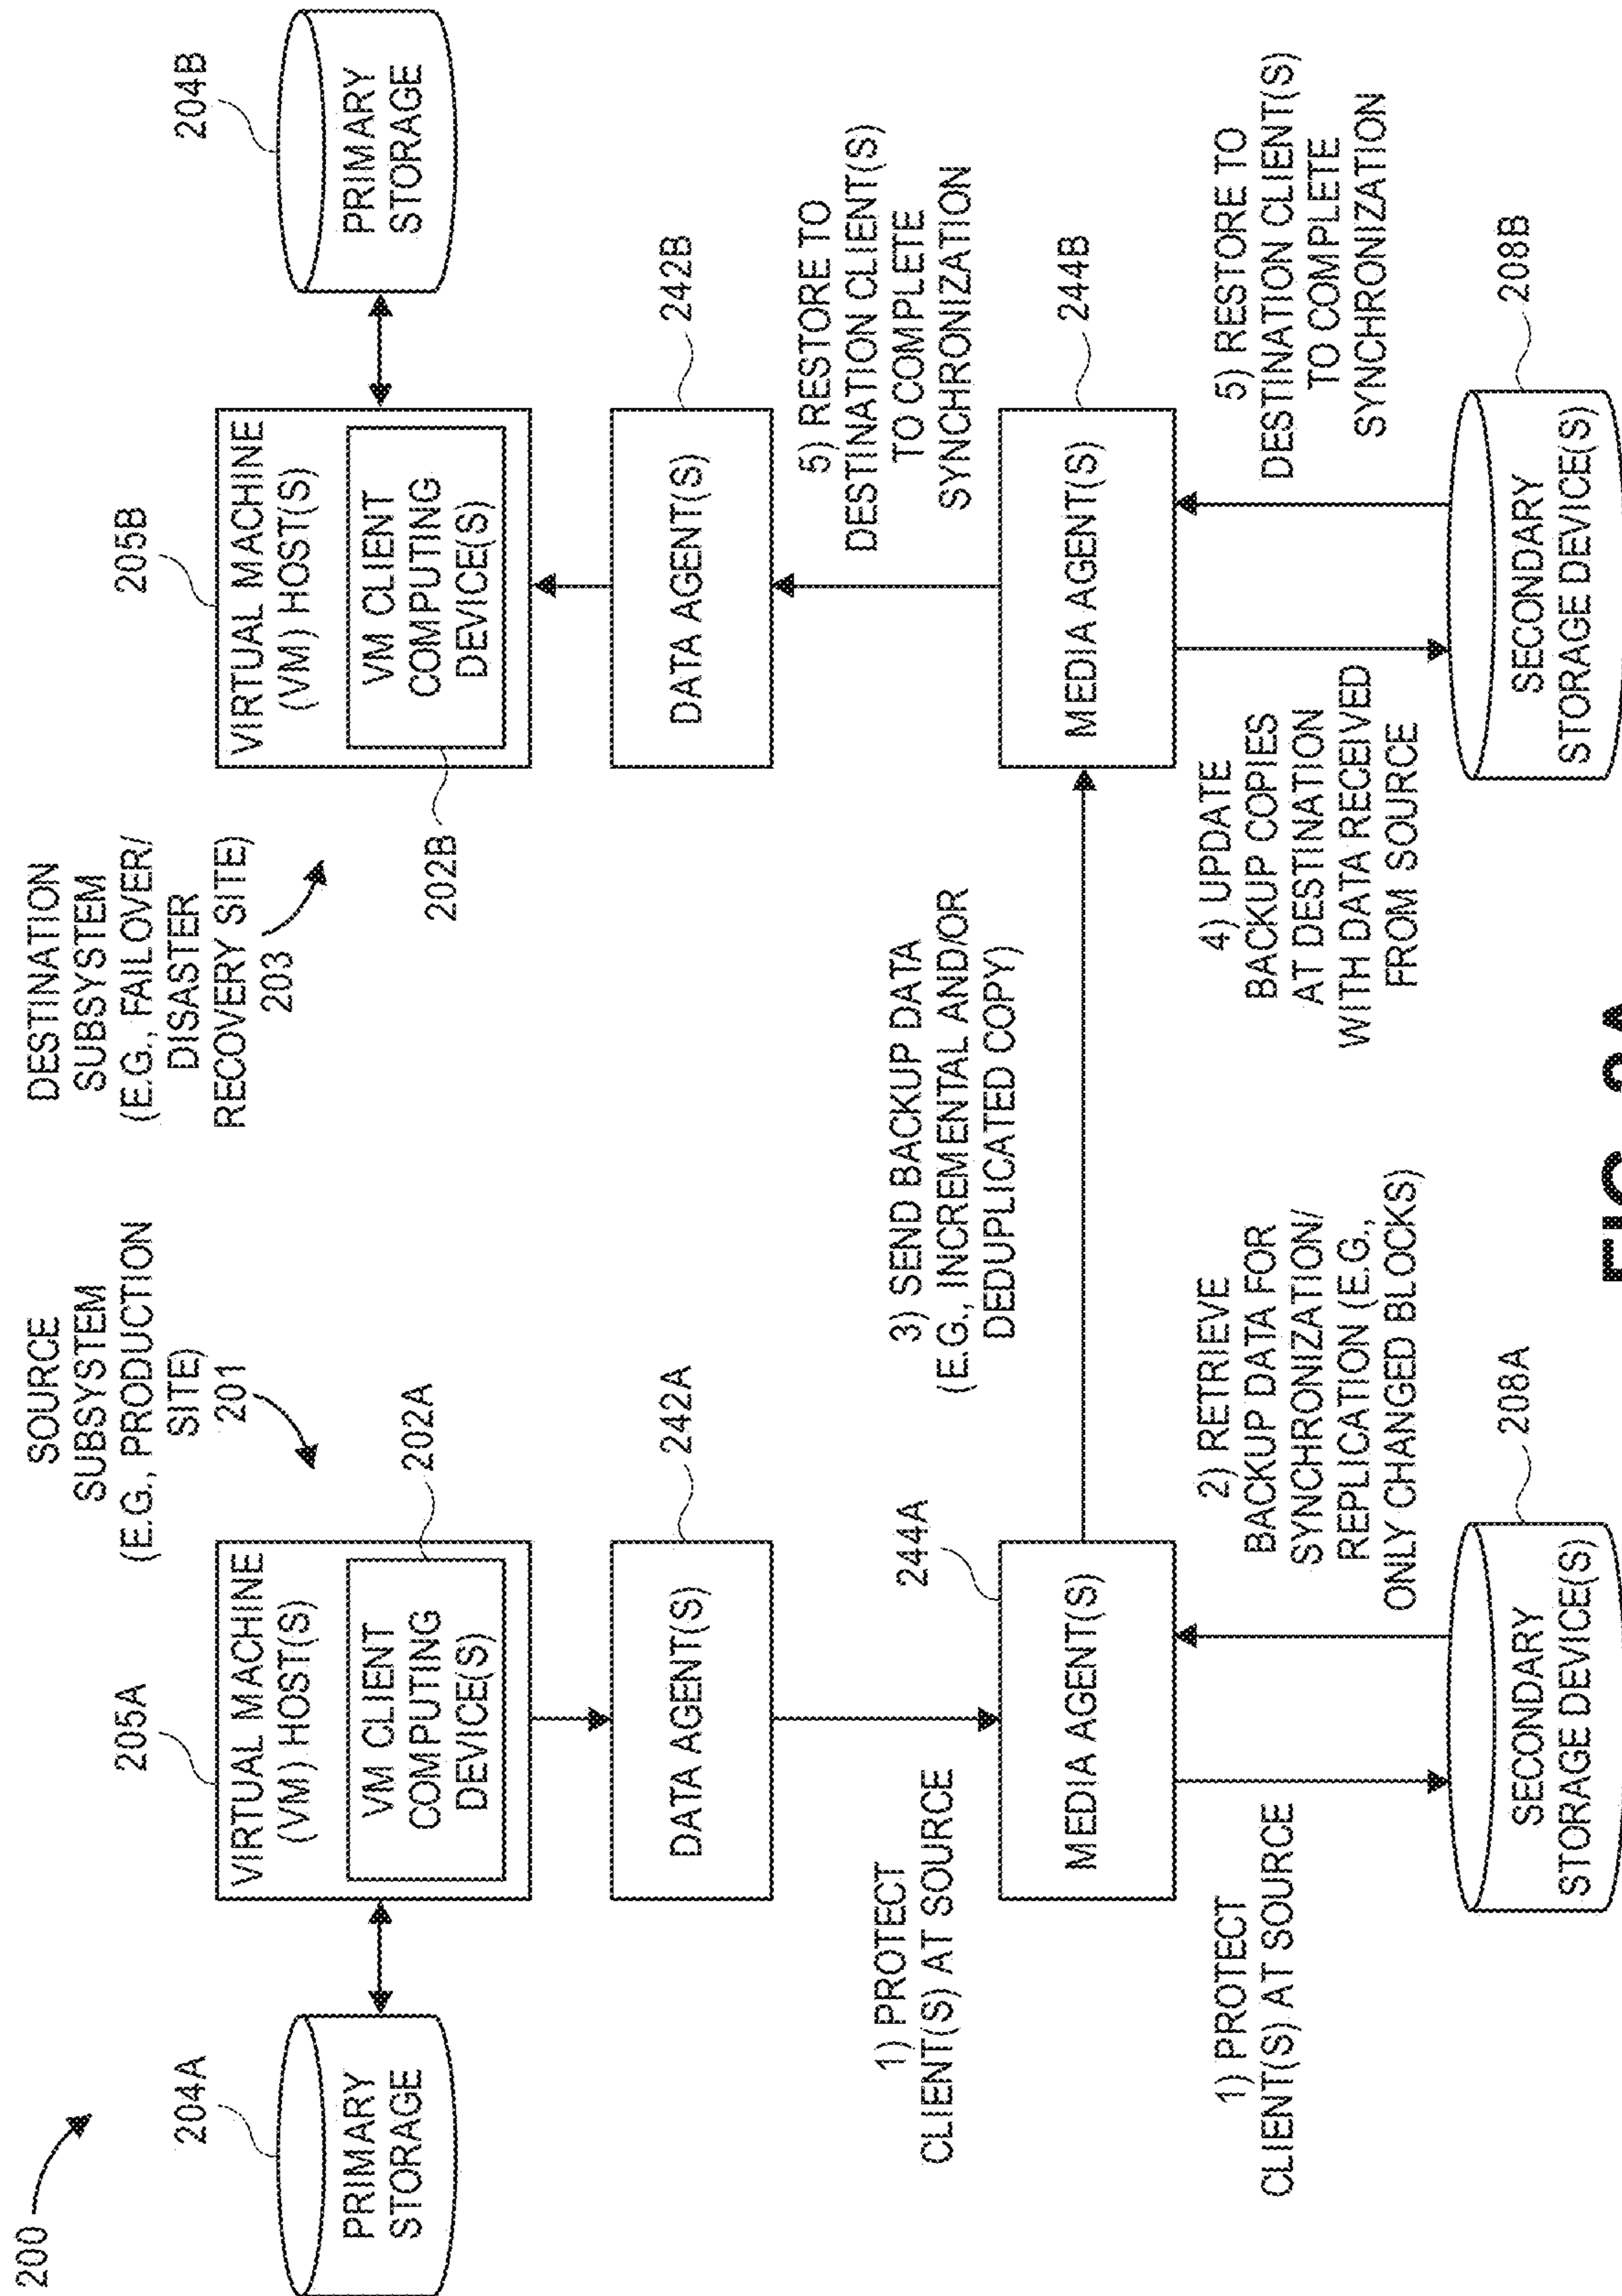 200
SOURCE
SUBSYSTEM
(E.G., PRODUCTION
SITE)
201
DESTINATION
SUBSYSTEM
(E.G., FAILOVER/
DISASTER
RECOVERY SITE)
203
204A
PRIMARY
STORAGE
205A
VIRTUAL MACHINE
(VM) HOST(S)
VM CLIENT
COMPUTING
DEVICE(S)
202A
205B
VIRTUAL MACHINE
(VM) HOST(S)
VM CLIENT
COMPUTING
DEVICE(S)
202B
204B
PRIMARY
STORAGE
DATA AGENT(S)
242A
DATA AGENT(S)
242B
1) PROTECT
CLIENT(S) AT SOURCE
3) SEND BACKUP DATA
(E.G., INCREMENTAL AND/OR
DEDUPLICATED COPY)
5) RESTORE TO
DESTINATION CLIENT(S)
TO COMPLETE
SYNCHRONIZATION
244A
MEDIA AGENT(S)
MEDIA AGENT(S)
244B
1) PROTECT
CLIENT(S) AT SOURCE
2) RETRIEVE
BACKUP DATA FOR
SYNCHRONIZATION/
REPLICATION (E.G.,
ONLY CHANGED BLOCKS)
4) UPDATE
BACKUP COPIES
AT DESTINATION
WITH DATA RECEIVED
FROM SOURCE
5) RESTORE TO
DESTINATION CLIENT(S)
TO COMPLETE
SYNCHRONIZATION
SECONDARY
STORAGE DEVICE(S)
208A
SECONDARY
STORAGE DEVICE(S)
208B